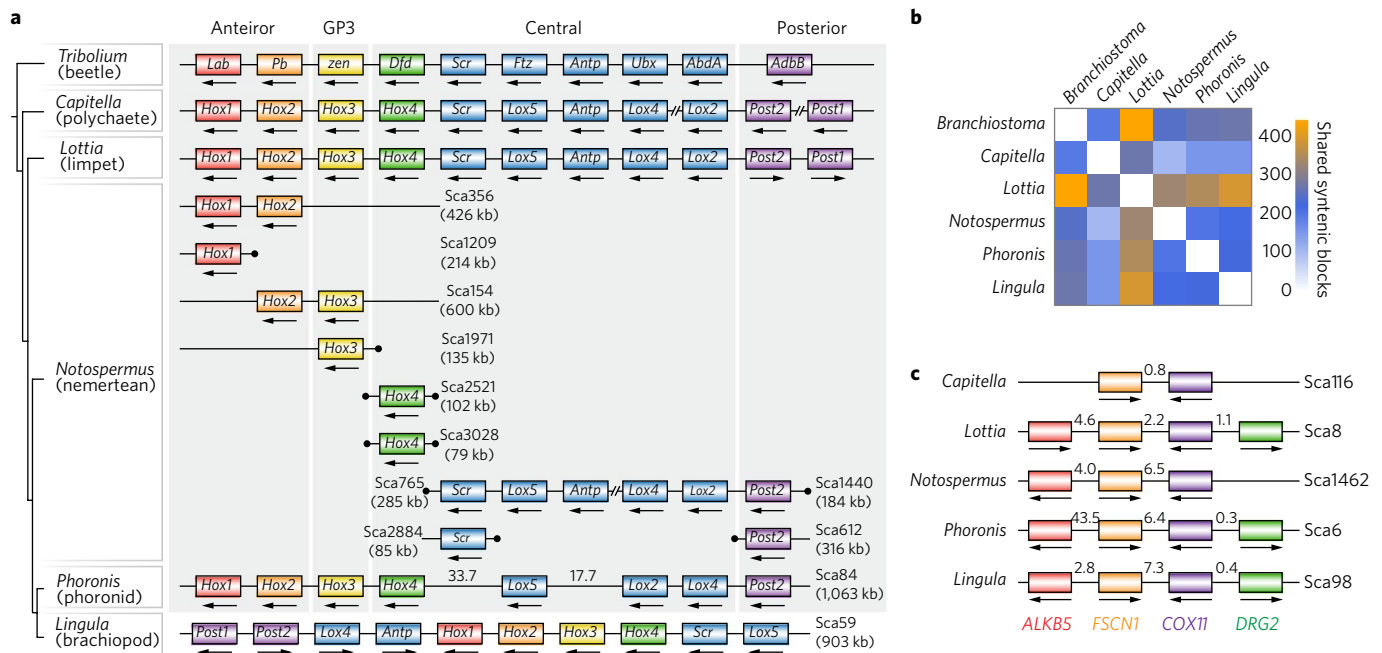 a
Anteiror GP3 Central Posterior
Tribolium
(beetle)
Lab Pb zen Dfd Scr Ftz Antp Ubx AbdA AdbB
Capitella
(polychaete)
Hox1 Hox2 Hox3 Hox4 Scr Lox5 Antp Lox4 Lox2 Post2 Post1
Lottia
(limpet)
Hox1 Hox2 Hox3 Hox4 Scr Lox5 Antp Lox4 Lox2 Post2 Post1
Notospermus
(nemertean)
Hox1 Hox2 Sca356
(426 kb)
Hox1 Sca1209
(214 kb)
Hox2 Hox3 Sca154
(600 kb)
Hox3 Sca1971
(135 kb)
Hox4 Sca2521
(102 kb)
Hox4 Sca3028
(79 kb)
Sca765
(285 kb)
Scr Lox5 Antp Lox4 Lox2 Post2 Sca1440
(184 kb)
Sca2884
(85 kb)
Scr Post2 Sca612
(316 kb)
Phoronis
(phoronid)
Hox1 Hox2 Hox3 Hox4 33.7 Lox5 17.7 Lox2 Lox4 Post2 Sca84
(1,063 kb)
Lingula
(brachiopod)
Post1 Post2 Lox4 Antp Hox1 Hox2 Hox3 Hox4 Scr Lox5 Sca59
(903 kb)
b
Branchiostoma
Capitella
Lottia
Notospermus
Phoronis
Lingula
Branchiostoma
Capitella
Lottia
Notospermus
Phoronis
Lingula
400
300
200
100
0
Shared syntenic blocks
c
Capitella 0.8 Sca116
Lottia 4.6 2.2 1.1 Sca8
Notospermus 4.0 6.5 Sca1462
Phoronis 43.5 6.4 0.3 Sca6
Lingula 2.8 7.3 0.4 Sca98
ALKB5 FSCN1 COX11 DRG2